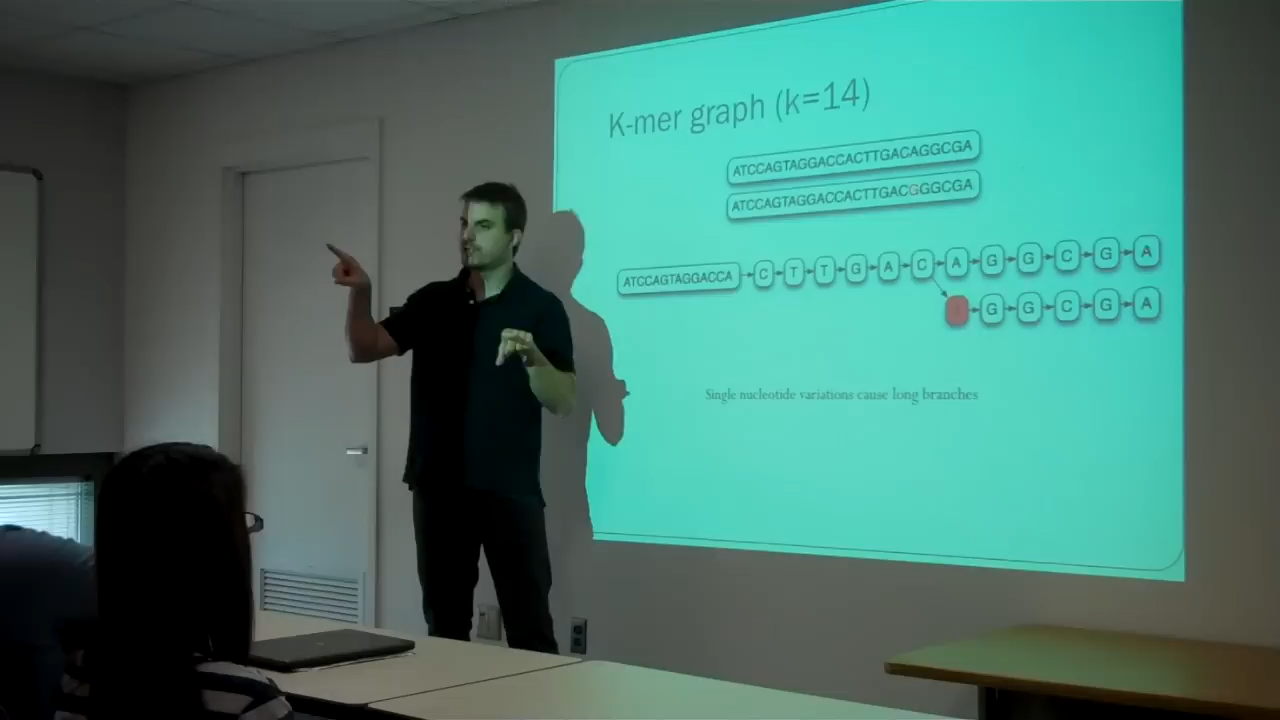 K-mer graph (k=14)
ATCCAGTAGGACCACTTGACAGGCGA
ATCCAGTAGGACCACTTGACGGGCGA
ATCCAGTAGGACCA C T T G A C A G G C G A
G G C G A
Single nucleotide variations cause long branches